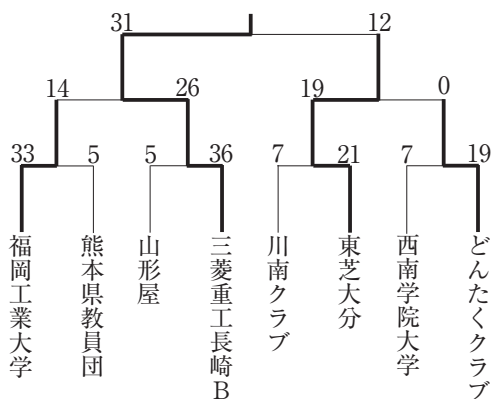 31 12
14 26 19 0
33 5 5 36 7 21 7 19
福岡工業大学
熊本県教員団
山形屋
三菱重工長崎B
川南クラブ
東芝大分
西南学院大学
どんたくクラブ